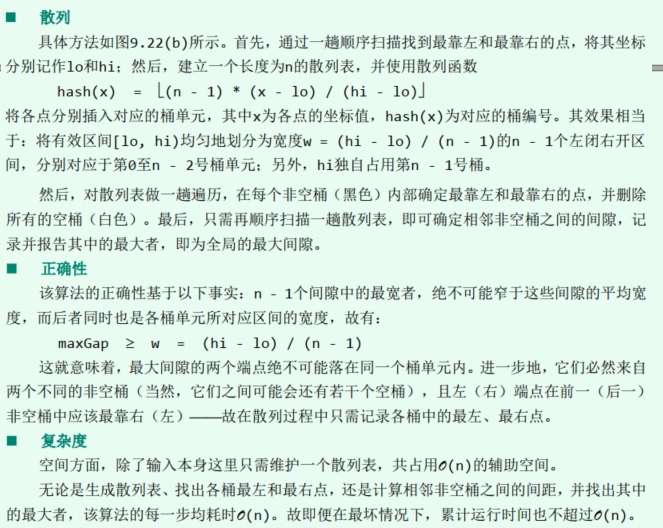 ■ 散列
具体方法如图9.22(b)所示。首先，通过一趟顺序扫描找到最靠左和最靠右的点，将其坐标
分别记作lo和hi；然后，建立一个长度为n的散列表，并使用散列函数
hash(x) = ⌊(n - 1) * (x - lo) / (hi - lo)⌋
将各点分别插入对应的桶单元，其中x为各点的坐标值，hash(x)为对应的桶编号。其效果相当
于：将有效区间[lo, hi)均匀地划分为宽度w = (hi - lo) / (n - 1)的n - 1个左闭右开区
间，分别对应于第0至n - 2号桶单元；另外，hi独自占用第n - 1号桶。
然后，对散列表做一趟遍历，在每个非空桶（黑色）内部确定最靠左和最靠右的点，并删除
所有的空桶（白色）。最后，只需再顺序扫描一趟散列表，即可确定相邻非空桶之间的间隙，记
录并报告其中的最大者，即为全局的最大间隙。
■ 正确性
该算法的正确性基于以下事实：n - 1个间隙中的最宽者，绝不可能窄于这些间隙的平均宽
度，而后者同时也是各桶单元所对应区间的宽度，故有：
maxGap ≥ w = (hi - lo) / (n - 1)
这就意味着，最大间隙的两个端点绝不可能落在同一个桶单元内。进一步地，它们必然来自
两个不同的非空桶（当然，它们之间可能会还有若干个空桶），且左（右）端点在前一（后一）
非空桶中应该最靠右（左）——故在散列过程中只需记录各桶中的最左、最右点。
■ 复杂度
空间方面，除了输入本身这里只需维护一个散列表，共占用O(n)的辅助空间。
无论是生成散列表、找出各桶最左和最右点，还是计算相邻非空桶之间的间距，并找出其中
的最大者，该算法的每一步均耗时O(n)。故即便在最坏情况下，累计运行时间也不超过O(n)。